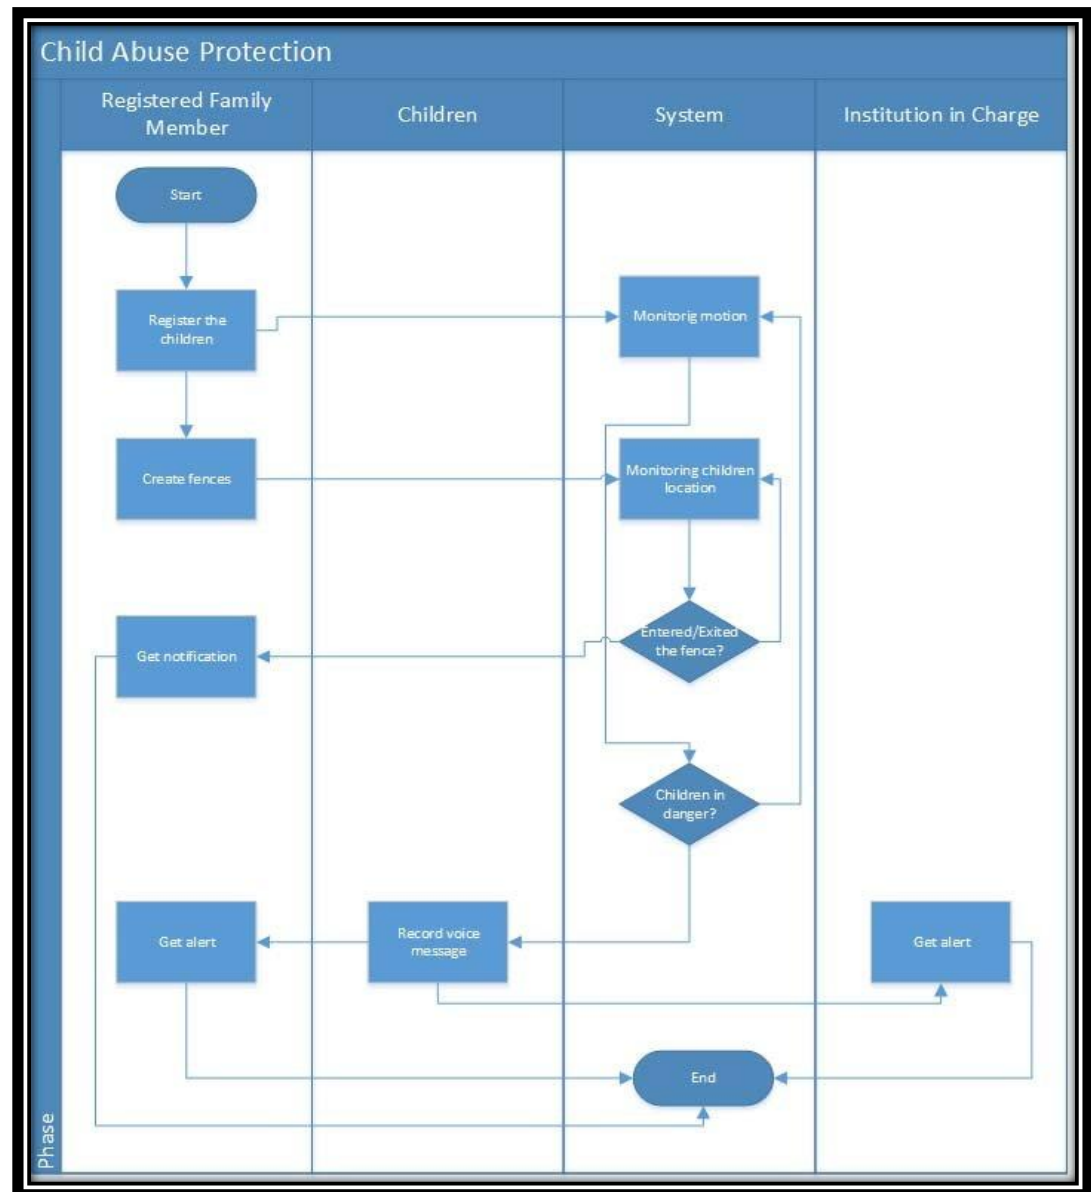 Child Abuse Protection
Registered Family
Member
Children
System
Institution in Charge
Start
Register the
children
Monitorig motion
Create fences
Monitoring children
location
Get notification
Entered/Exited
the fence?
Children in
danger?
Get alert
Record voice
message
Get alert
End
Phase